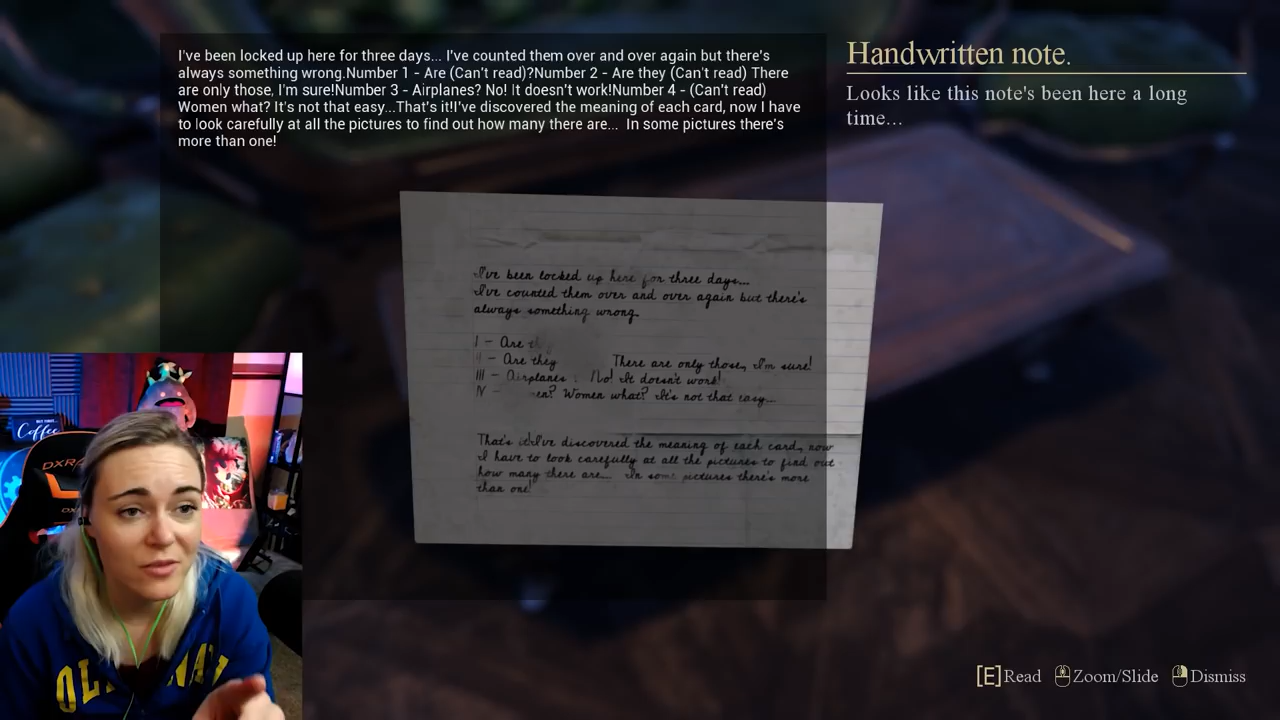 I've been locked up here for three days... I've counted them over and over again but there's
always something wrong.Number 1 - Are (Can't read)?Number 2 - Are they (Can't read) There
are only those, I'm sure!Number 3 - Airplanes? No! It doesn't work!Number 4 - (Can't read)
Women what? It's not that easy...That's it!I've discovered the meaning of each card, now I have
to look carefully at all the pictures to find out how many there are...  In some pictures there's
more than one!
Handwritten note.
Looks like this note's been here a long
time...
I've been locked up here for three days...
I've counted them over and over again but there's
always something wrong.
I - Are
II - Are they There are only those, I'm sure!
III - Airplanes No! It doesn't work!
IV - Women what? It's not that easy...
That's it!I've discovered the meaning of each card, now
I have to look carefully at all the pictures to find out
how many there are.... In some pictures there's more
than one!
Coffee
DXRA
[E]Read Zoom/Slide Dismiss